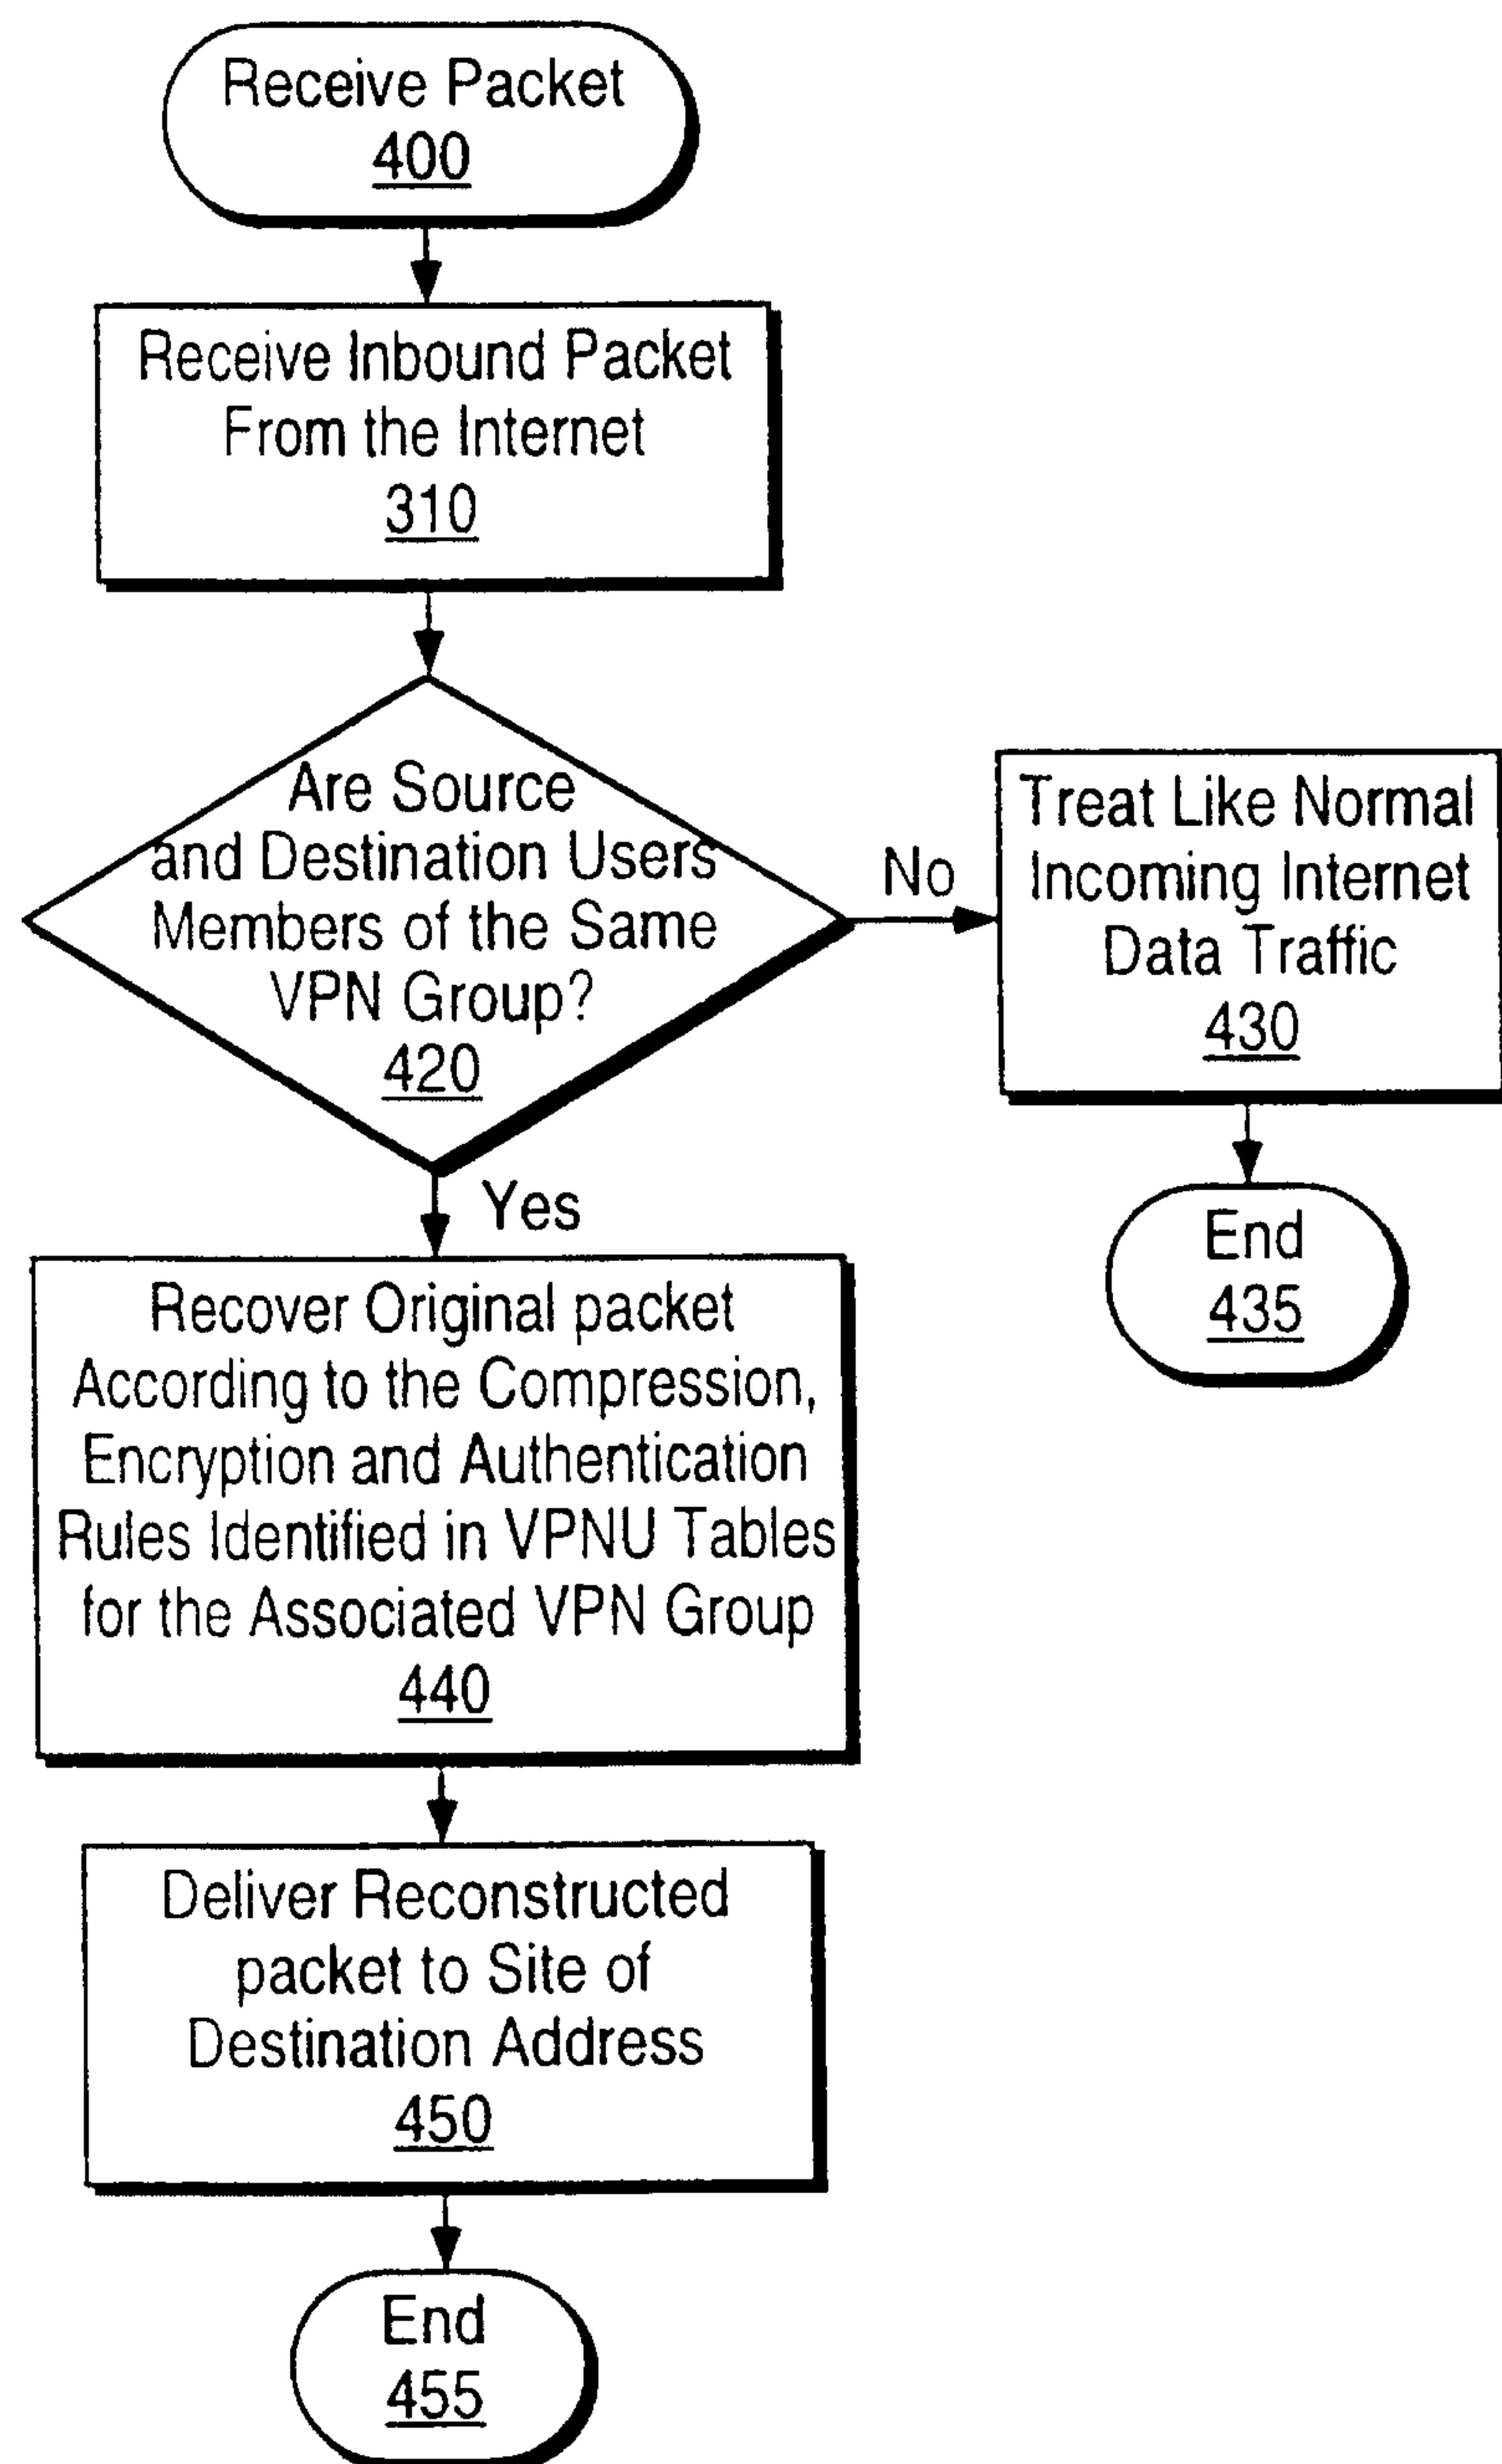 Receive Packet
400
Receive Inbound Packet
From the Internet
310
Are Source
and Destination Users
Members of the Same
VPN Group?
420
No
Treat Like Normal
Incoming Internet
Data Traffic
430
End
435
Yes
Recover Original packet
According to the Compression,
Encryption and Authentication
Rules Identified in VPNU Tables
for the Associated VPN Group
440
Deliver Reconstructed
packet to Site of
Destination Address
450
End
455